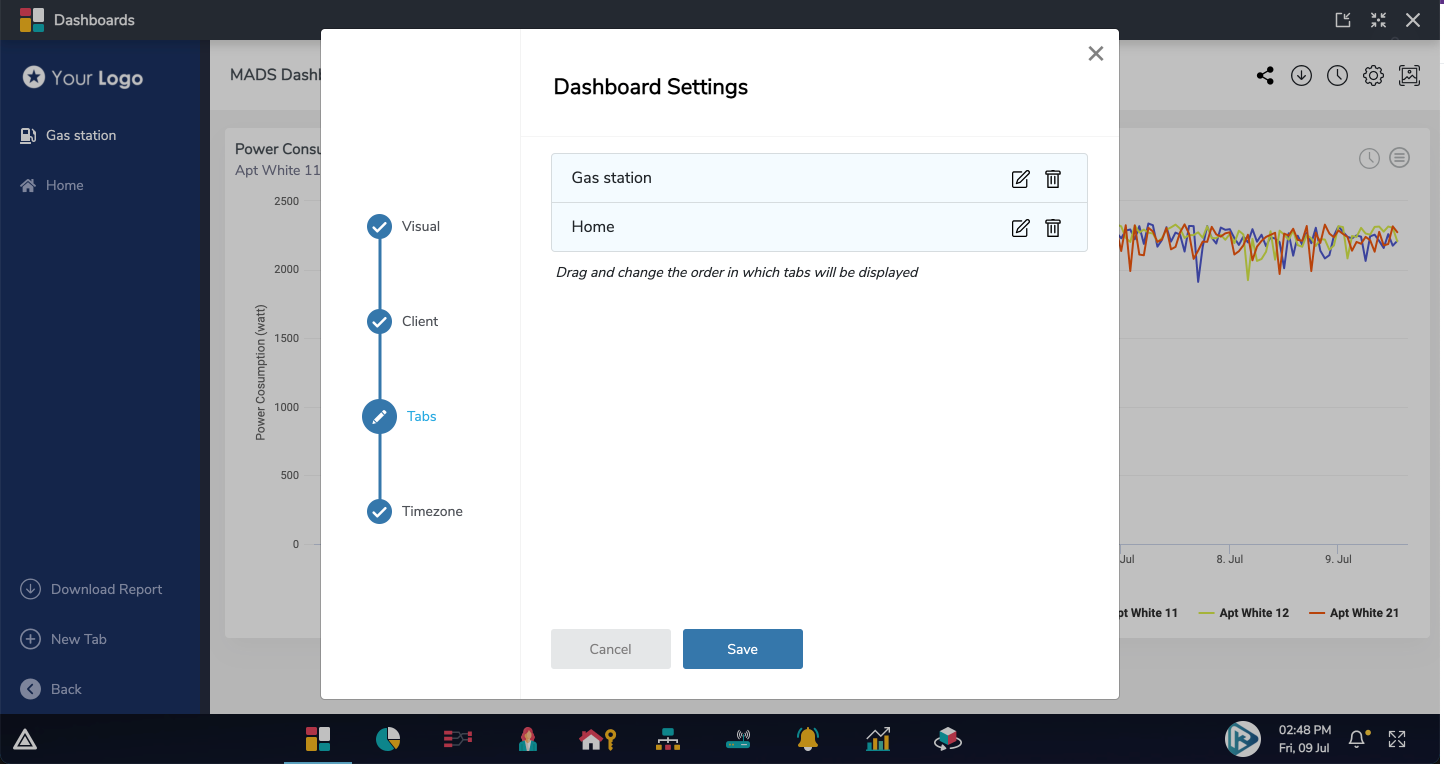 Dashboards
Your Logo
Gas station
Home
Download Report
New Tab
Back
MADS Dashb
Power Consu
Apt White 11
2500
2000
1500
1000
500
0
Power Cosumption (watt)
Visual
Client
Tabs
Timezone
Dashboard Settings
Gas station
Home
Drag and change the order in which tabs will be displayed
Cancel
Save
Jul
8. Jul
9. Jul
pt White 11
Apt White 12
Apt White 21
02:48 PM
Fri, 09 Jul